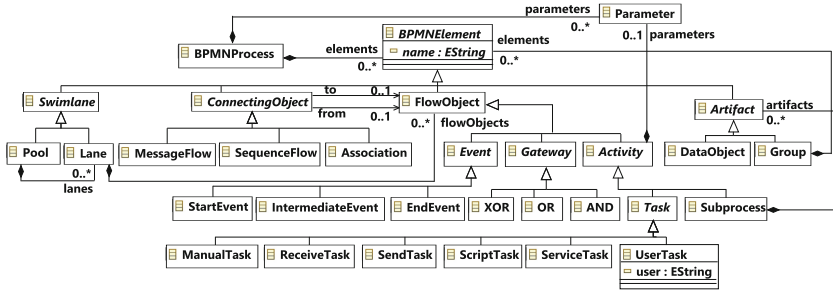 parameters
Parameter
0..*
0..1
parameters
BPMNElement
name : EString
BPMNProcess
elements
0..*
elements
0..*
Swimlane
ConnectingObject
to
0..1
from
0..1
FlowObject
0..*
flowObjects
Artifact
artifacts
0..*
Pool
Lane
0..*
lanes
MessageFlow
SequenceFlow
Association
Event
Gateway
Activity
DataObject
Group
StartEvent
IntermediateEvent
EndEvent
XOR
OR
AND
Task
Subprocess
ManualTask
ReceiveTask
SendTask
ScriptTask
ServiceTask
UserTask
user : EString